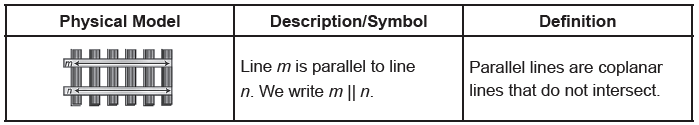 Physical Model
Description/Symbol
Definition
m
n
Line m is parallel to line
n. We write m || n.
Parallel lines are coplanar
lines that do not intersect.